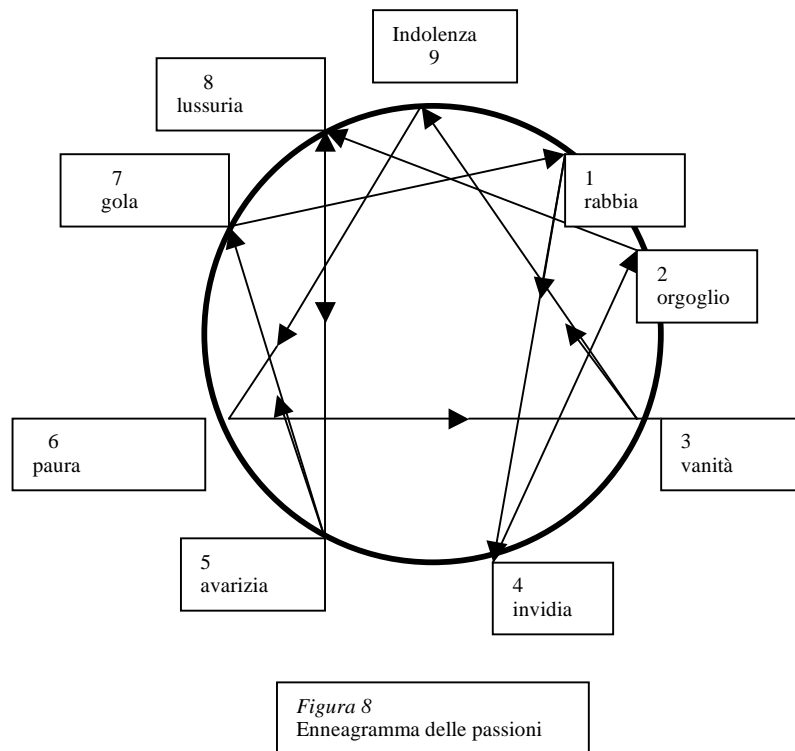 Indolenza
9
8
lussuria
7
gola
1
rabbia
2
orgoglio
6
paura
3
vanità
5
avarizia
4
invidia
Figura 8
Enneagramma delle passioni